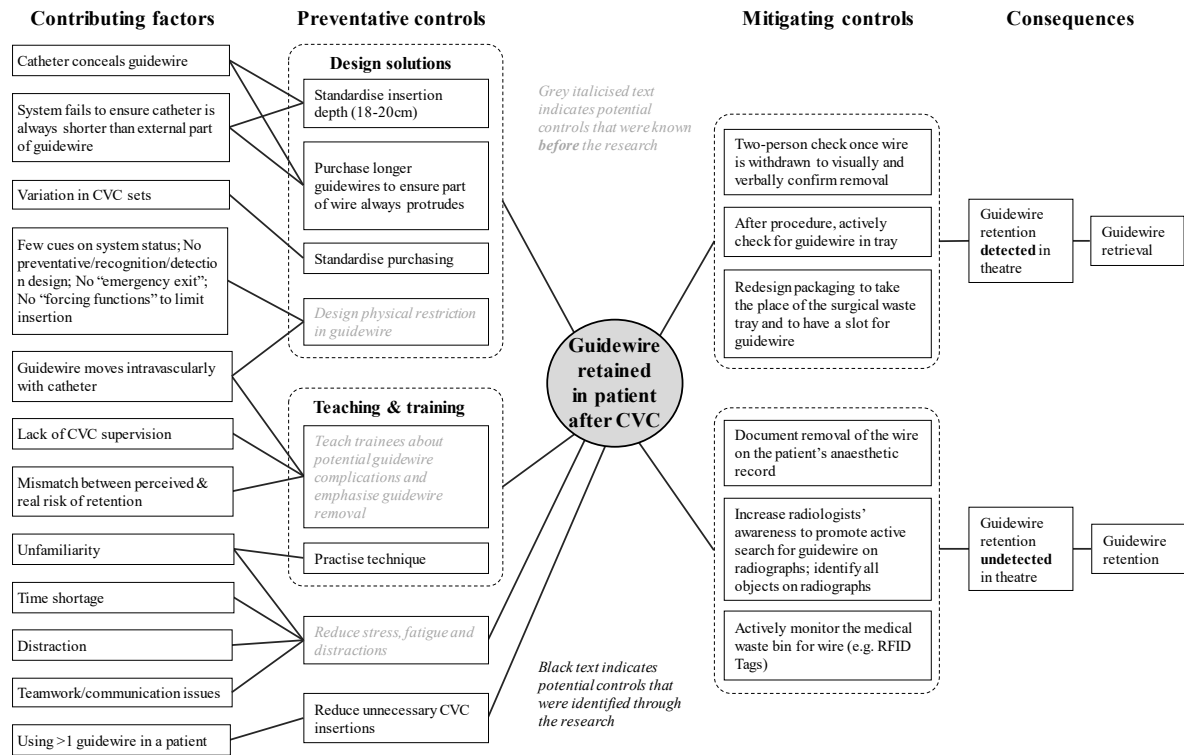 Contributing factors
Preventative controls
Mitigating controls
Consequences
Catheter conceals guidewire
System fails to ensure catheter is
always shorter than external part
of guidewire
Variation in CVC sets
Few cues on system status; No
preventative/recognition/detectio
n design; No “emergency exit”;
No “forcing functions” to limit
insertion
Guidewire moves intravascularly
with catheter
Lack of CVC supervision
Mismatch between perceived &
real risk of retention
Unfamiliarity
Time shortage
Distraction
Teamwork/communication issues
Using >1 guidewire in a patient
Design solutions
Standardise insertion
depth (18-20cm)
Purchase longer
guidewires to ensure part
of wire always protrudes
Standardise purchasing
Design physical restriction
in guidewire
Teaching & training
Teach trainees about
potential guidewire
complications and
emphasise guidewire
removal
Practise technique
Reduce stress, fatigue and
distractions
Reduce unnecessary CVC
insertions
Grey italicised text
indicates potential
controls that were known
before the research
Guidewire
retained
in patient
after CVC
Black text indicates
potential controls that
were identified through
the research
Two-person check once wire
is withdrawn to visually and
verbally confirm removal
After procedure, actively
check for guidewire in tray
Redesign packaging to take
the place of the surgical waste
tray and to have a slot for
guidewire
Document removal of the wire
on the patient’s anaesthetic
record
Increase radiologists’
awareness to promote active
search for guidewire on
radiographs; identify all
objects on radiographs
Actively monitor the medical
waste bin for wire (e.g. RFID
Tags)
Guidewire
retention
detected in
theatre
Guidewire
retrieval
Guidewire
retention
undetected
in theatre
Guidewire
retention